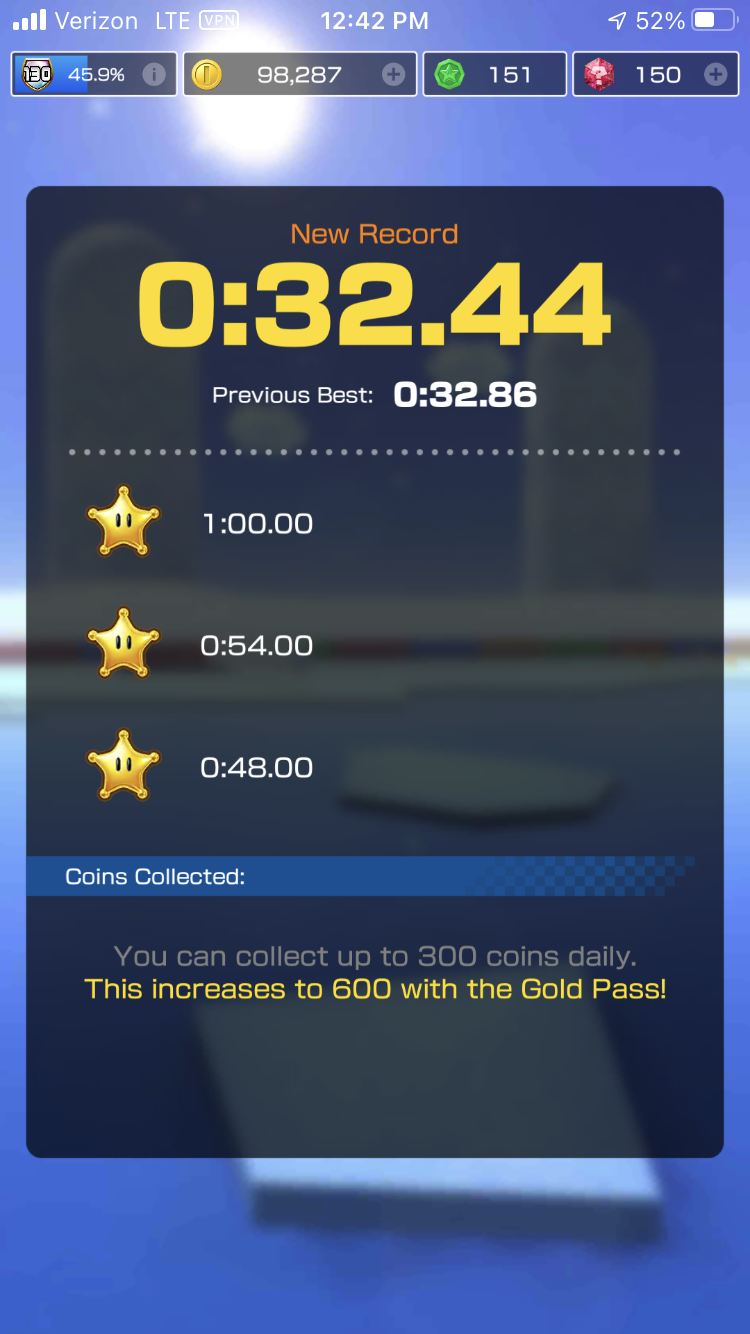 Verizon LTE VPN 12:42 PM 52%
130 45.9% i 98,287 + 151 ? 150 +
New Record
0:32.44
Previous Best: 0:32.86
1:00.00
0:54.00
0:48.00
Coins Collected:
You can collect up to 300 coins daily.
This increases to 600 with the Gold Pass!